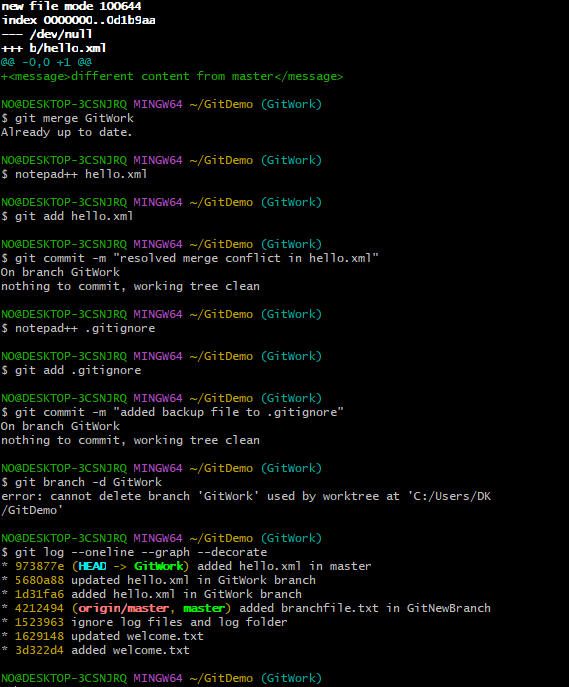 new file mode 100644
index 0000000..0d1b9aa
--- /dev/null
+++ b/hello.xml
@@ -0,0 +1 @@
+<message>different content from master</message>
NO@DESKTOP-3CSNJRQ MINGW64 ~/GitDemo (GitWork)
$ git merge GitWork
Already up to date.
NO@DESKTOP-3CSNJRQ MINGW64 ~/GitDemo (GitWork)
$ notepad++ hello.xml
NO@DESKTOP-3CSNJRQ MINGW64 ~/GitDemo (GitWork)
$ git add hello.xml
NO@DESKTOP-3CSNJRQ MINGW64 ~/GitDemo (GitWork)
$ git commit -m "resolved merge conflict in hello.xml"
On branch GitWork
nothing to commit, working tree clean
NO@DESKTOP-3CSNJRQ MINGW64 ~/GitDemo (GitWork)
$ notepad++ .gitignore
NO@DESKTOP-3CSNJRQ MINGW64 ~/GitDemo (GitWork)
$ git add .gitignore
NO@DESKTOP-3CSNJRQ MINGW64 ~/GitDemo (GitWork)
$ git commit -m "added backup file to .gitignore"
On branch GitWork
nothing to commit, working tree clean
NO@DESKTOP-3CSNJRQ MINGW64 ~/GitDemo (GitWork)
$ git branch -d GitWork
error: cannot delete branch 'GitWork' used by worktree at 'C:/Users/DK
/GitDemo'
NO@DESKTOP-3CSNJRQ MINGW64 ~/GitDemo (GitWork)
$ git log --oneline --graph --decorate
* 973877e (HEAD -> GitWork) added hello.xml in master
* 5680a88 updated hello.xml in GitWork branch
* 1d31fa6 added hello.xml in GitWork branch
* 4212494 (origin/master, master) added branchfile.txt in GitNewBranch
* 1523963 ignore log files and log folder
* 1629148 updated welcome.txt
* 3d322d4 added welcome.txt
NO@DESKTOP-3CSNJRQ MINGW64 ~/GitDemo (GitWork)